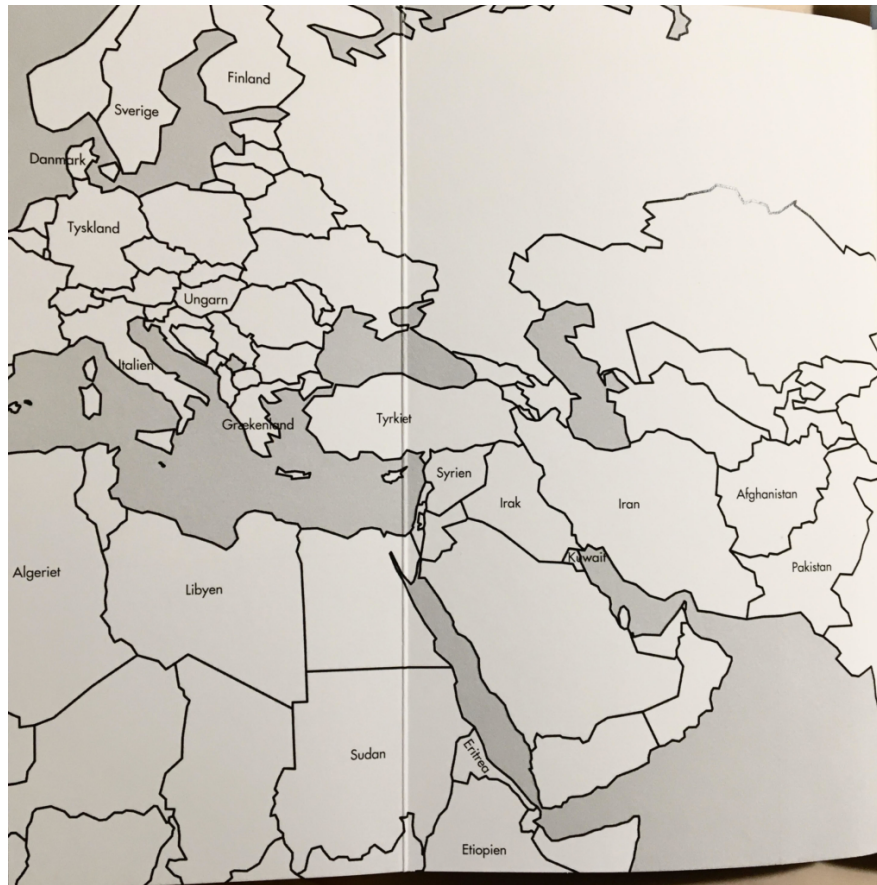 Finland
Sverige
Danmark
Tyskland
Ungarn
Italien
Grækenland
Tyrkiet
Syrien
Irak
Iran
Afghanistan
Kuwait
Pakistan
Algeriet
Libyen
Sudan
Eritrea
Etiopien